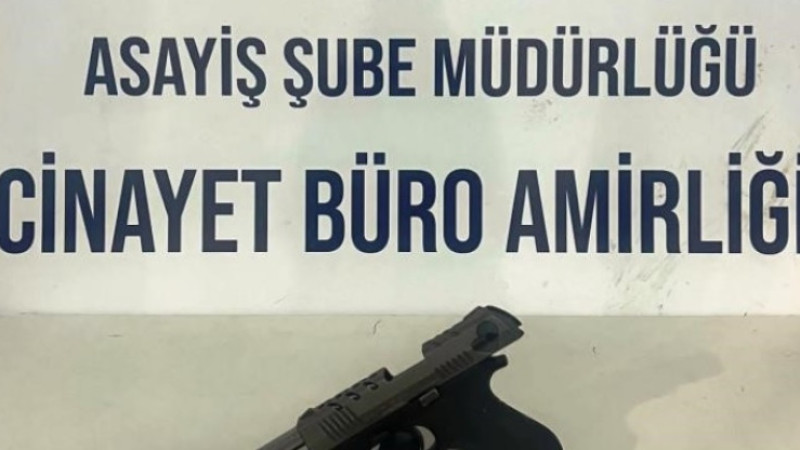 ASAYİŞ ŞUBE MÜDÜRLÜĞÜ
CİNAYET BÜRO AMİRLİĞİ